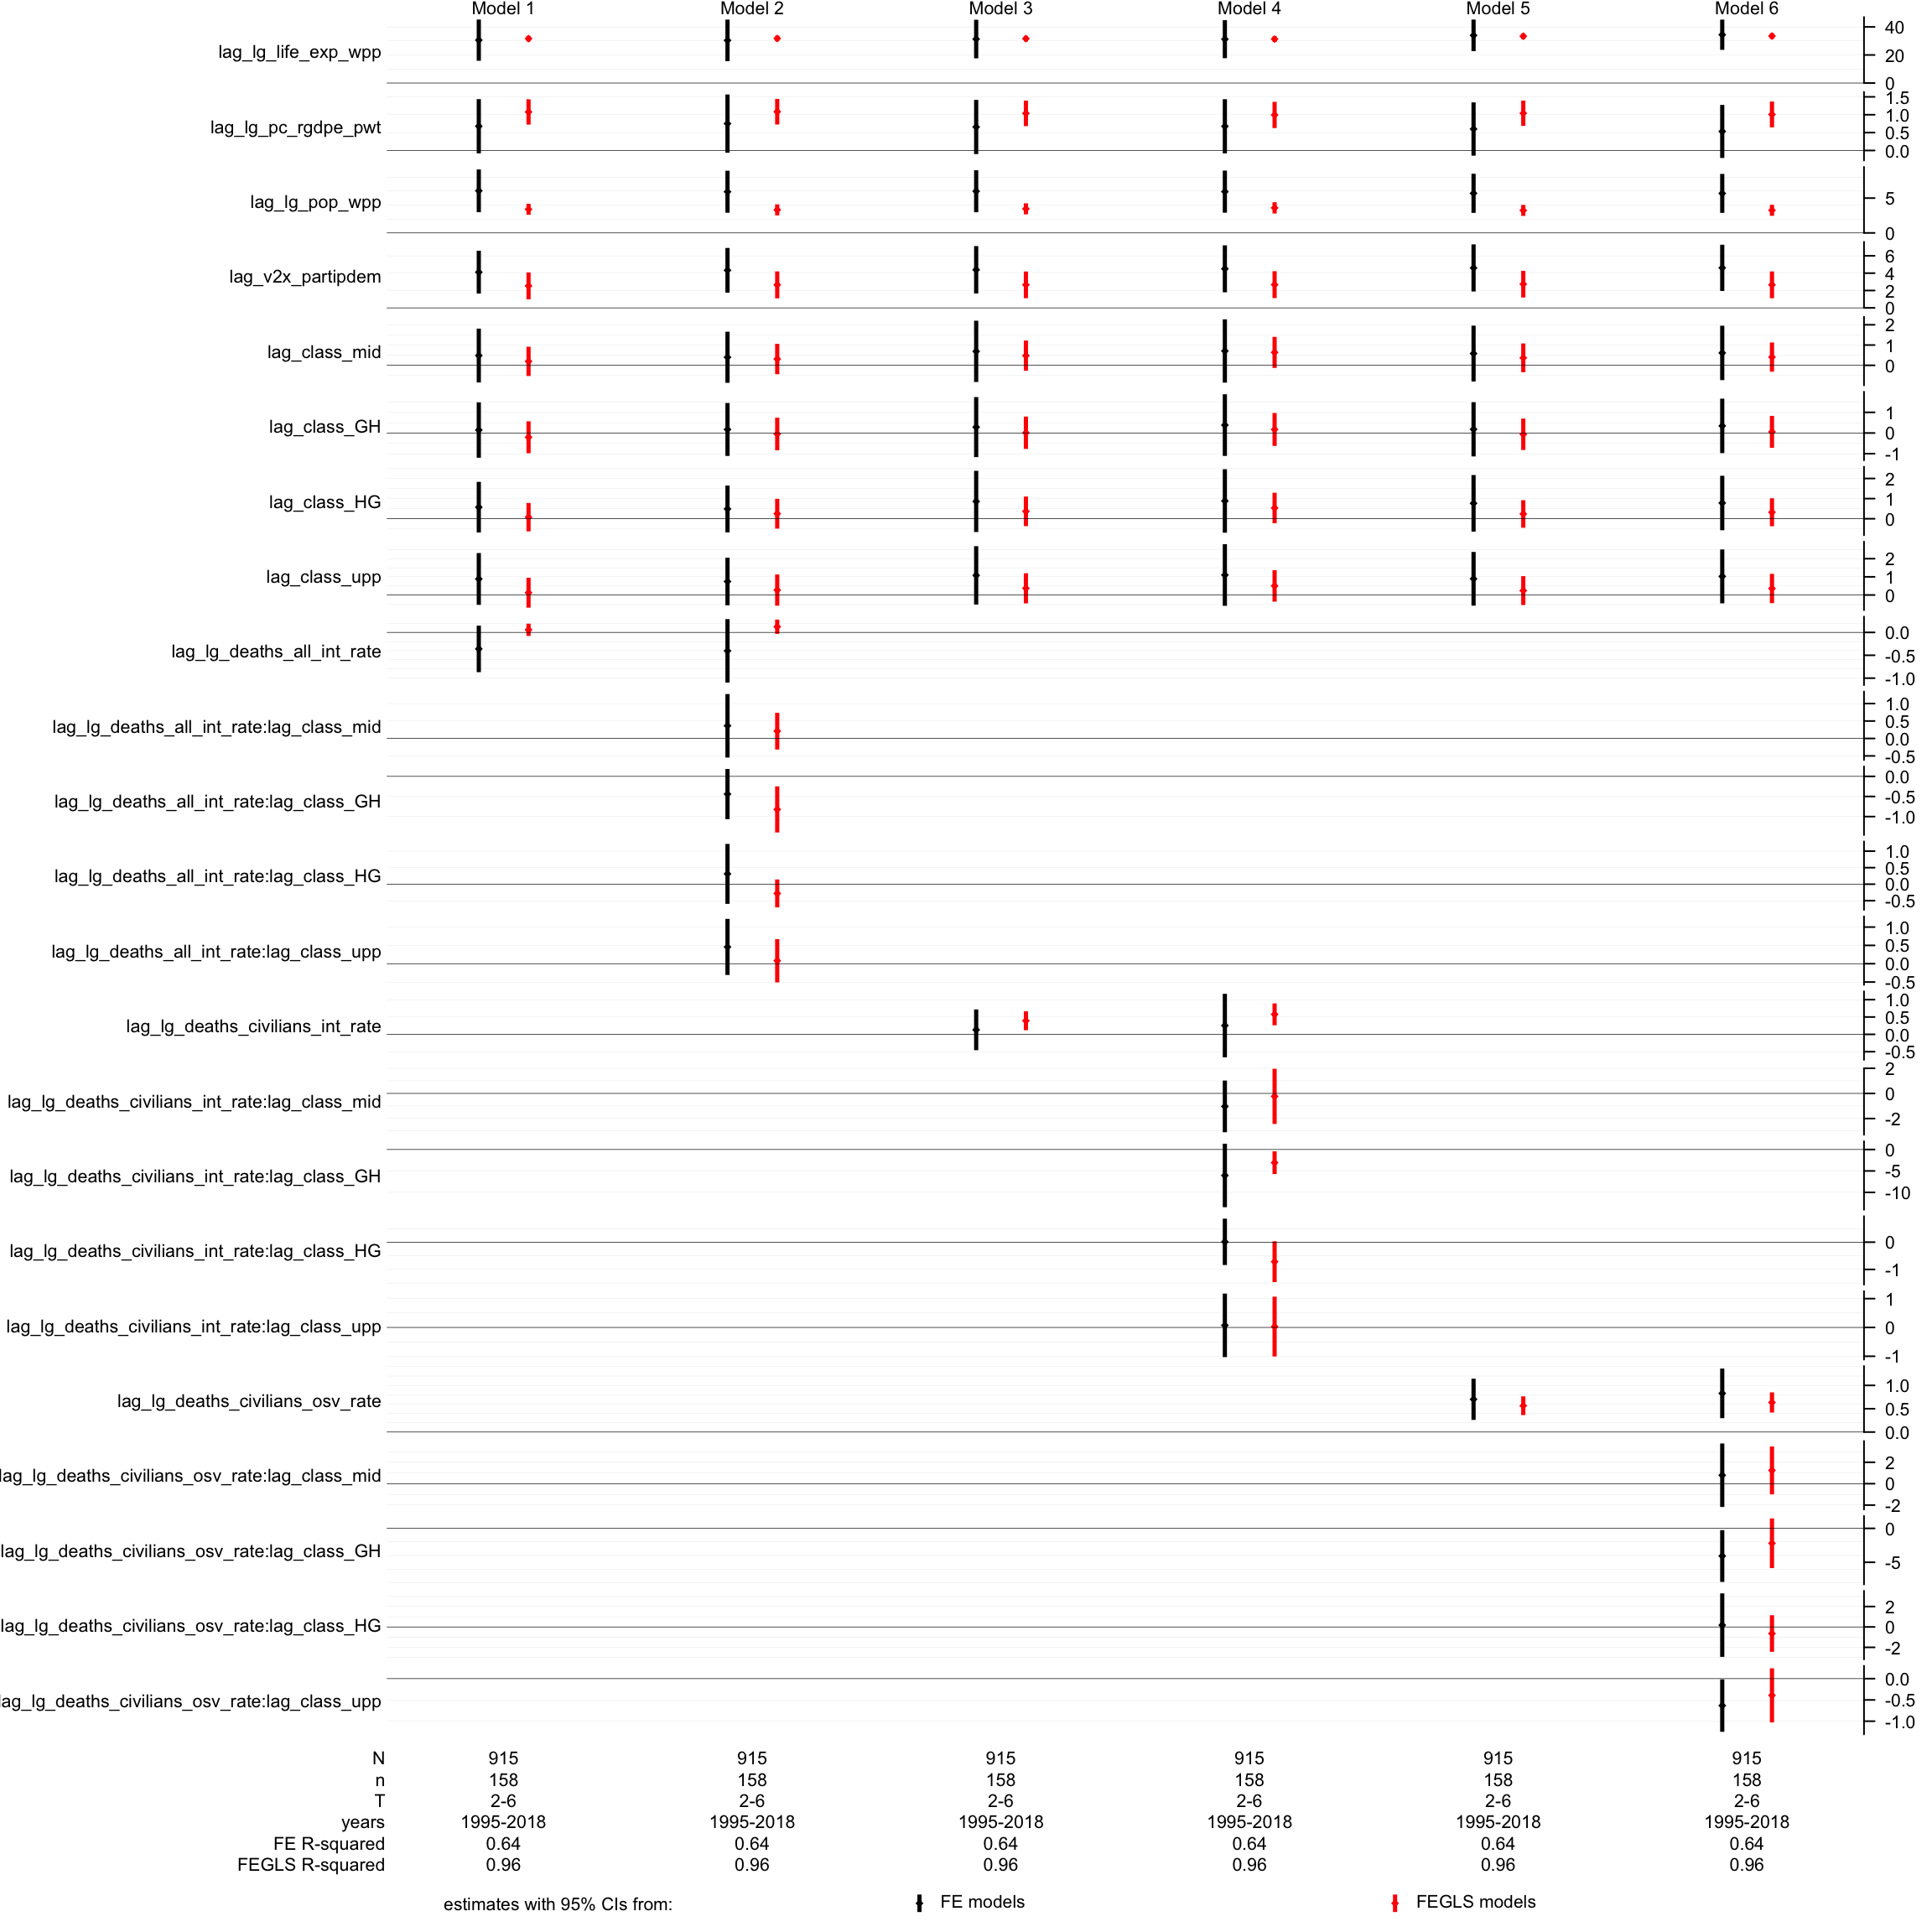 Model 1 Model 2 Model 3 Model 4 Model 5 Model 6
lag_lg_life_exp_wpp
40
20
0
lag_lg_pc_rgdpe_pwt
1.5
1.0
0.5
0.0
lag_lg_pop_wpp
5
0
lag_v2x_partipdem
6
4
2
0
lag_class_mid
2
1
0
lag_class_GH
1
0
-1
lag_class_HG
2
1
0
lag_class_upp
2
1
0
lag_lg_deaths_all_int_rate
0.0
-0.5
-1.0
lag_lg_deaths_all_int_rate:lag_class_mid
1.0
0.5
0.0
-0.5
lag_lg_deaths_all_int_rate:lag_class_GH
0.0
-0.5
-1.0
lag_lg_deaths_all_int_rate:lag_class_HG
1.0
0.5
0.0
-0.5
lag_lg_deaths_all_int_rate:lag_class_upp
1.0
0.5
0.0
-0.5
lag_lg_deaths_civilians_int_rate
1.0
0.5
0.0
-0.5
lag_lg_deaths_civilians_int_rate:lag_class_mid
2
0
-2
lag_lg_deaths_civilians_int_rate:lag_class_GH
0
-5
-10
lag_lg_deaths_civilians_int_rate:lag_class_HG
0
-1
lag_lg_deaths_civilians_int_rate:lag_class_upp
1
0
-1
lag_lg_deaths_civilians_osv_rate
1.0
0.5
0.0
lag_lg_deaths_civilians_osv_rate:lag_class_mid
2
0
-2
lag_lg_deaths_civilians_osv_rate:lag_class_GH
0
-5
lag_lg_deaths_civilians_osv_rate:lag_class_HG
2
0
-2
lag_lg_deaths_civilians_osv_rate:lag_class_upp
0.0
-0.5
-1.0
N 915 915 915 915 915 915
n 158 158 158 158 158 158
T 2-6 2-6 2-6 2-6 2-6 2-6
years 1995-2018 1995-2018 1995-2018 1995-2018 1995-2018 1995-2018
FE R-squared 0.64 0.64 0.64 0.64 0.64 0.64
FEGLS R-squared 0.96 0.96 0.96 0.96 0.96 0.96
estimates with 95% CIs from: FE models FEGLS models